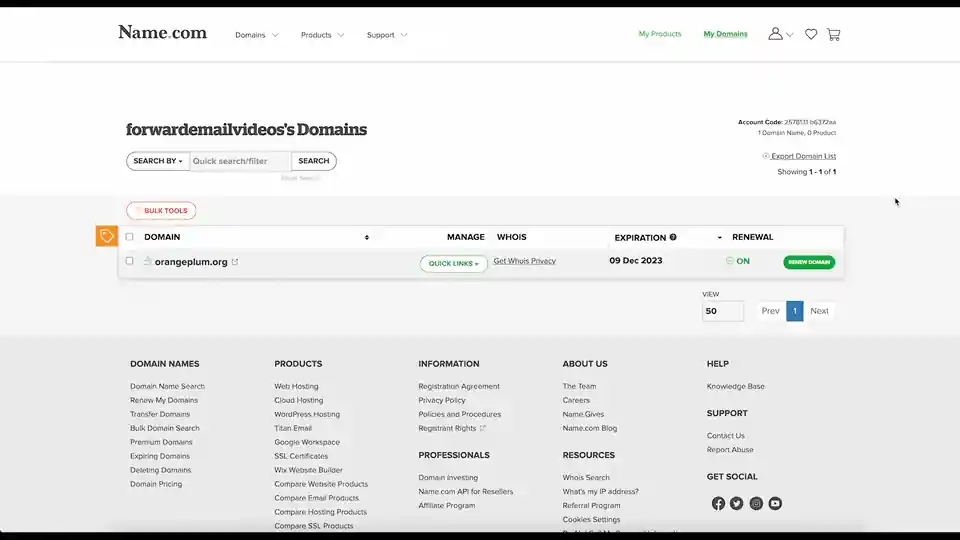 Name.com
Domains
Products
Support
My Products
My Domains
forwardemailvideos's Domains
Account Code: 2578131 b6372aa
1 Domain Name, 0 Product
SEARCH BY
Quick search/filter
SEARCH
Export Domain List
Showing 1 - 1 of 1
BULK TOOLS
DOMAIN MANAGE WHOIS EXPIRATION RENEWAL
orangeplum.org QUICK LINKS Get Whois Privacy 09 Dec 2023 ON RENEW DOMAIN
VIEW
50
Prev 1 Next
DOMAIN NAMES
Domain Name Search
Renew My Domains
Transfer Domains
Bulk Domain Search
Premium Domains
Expiring Domains
Deleting Domains
Domain Pricing
PRODUCTS
Web Hosting
Cloud Hosting
WordPress Hosting
Titan Email
Google Workspace
SSL Certificates
Wix Website Builder
Compare Website Products
Compare Email Products
Compare Hosting Products
Compare SSL Products
INFORMATION
Registration Agreement
Privacy Policy
Policies and Procedures
Registrant Rights
PROFESSIONALS
Domain Investing
Name.com API for Resellers
Affiliate Program
ABOUT US
The Team
Careers
Name.Gives
Name.com Blog
RESOURCES
Whois Search
What's my IP address?
Referral Program
Cookies Settings
HELP
Knowledge Base
SUPPORT
Contact Us
Report Abuse
GET SOCIAL